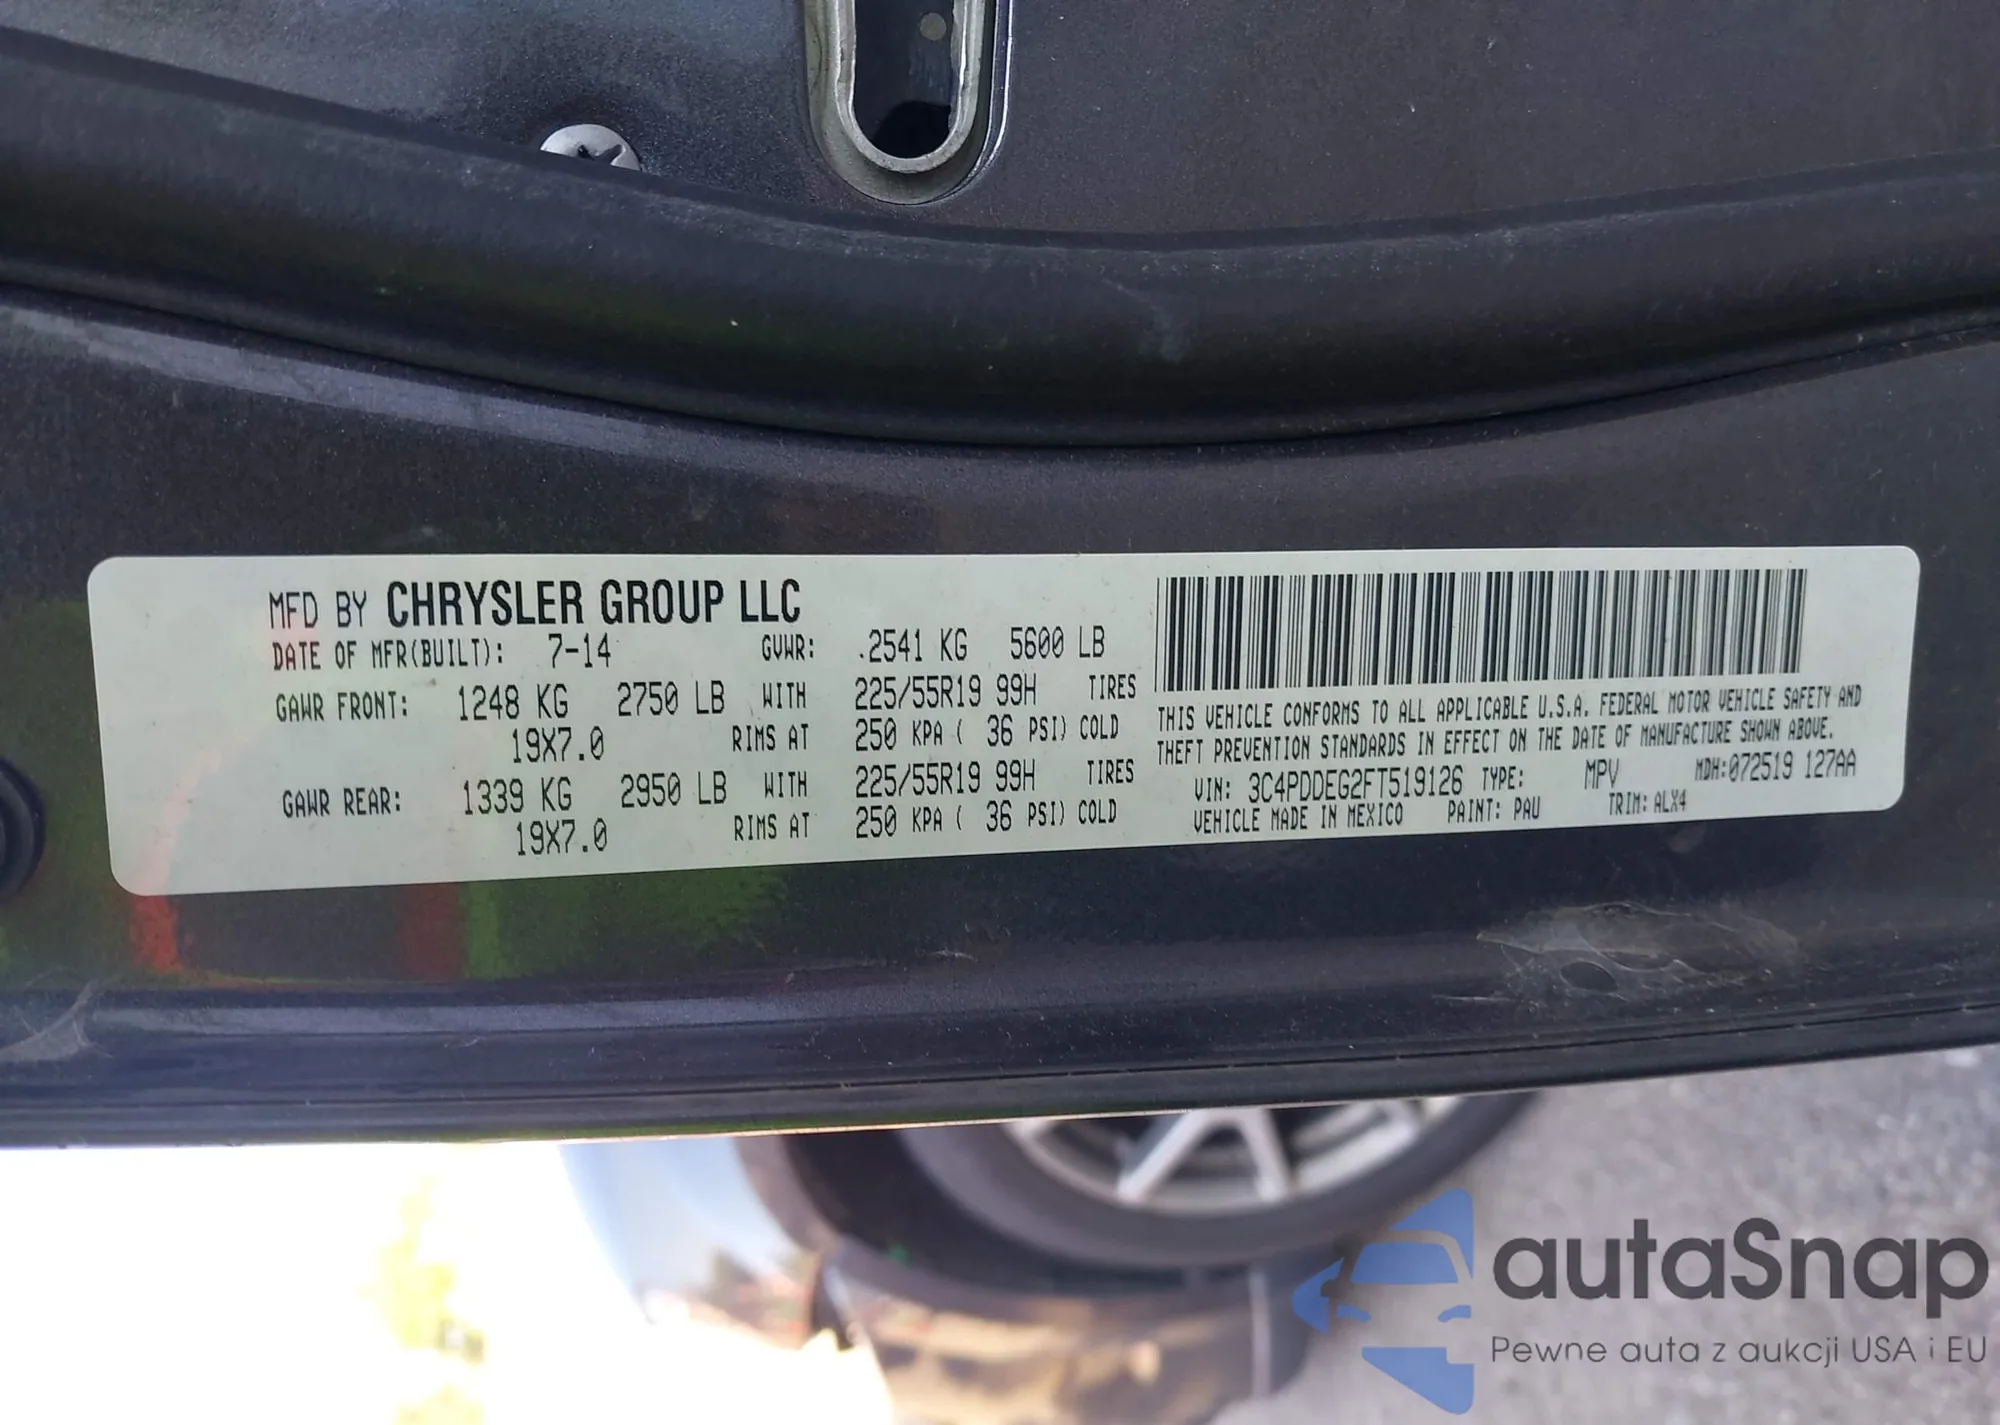 MFD BY CHRYSLER GROUP LLC
DATE OF MFR(BUILT): 7-14 GVWR: .2541 KG 5600 LB
GAWR FRONT: 1248 KG 2750 LB WITH 225/55R19 99H TIRES
19X7.0 RIMS AT 250 KPA ( 36 PSI) COLD
GAWR REAR: 1339 KG 2950 LB WITH 225/55R19 99H TIRES
19X7.0 RIMS AT 250 KPA ( 36 PSI) COLD
THIS VEHICLE CONFORMS TO ALL APPLICABLE U.S.A. FEDERAL MOTOR VEHICLE SAFETY AND
THEFT PREVENTION STANDARDS IN EFFECT ON THE DATE OF MANUFACTURE SHOWN ABOVE.
VIN: 3C4PDDEG2FT519126 TYPE: MPV MDH:072519 127AA
VEHICLE MADE IN MEXICO PAINT: PAU TRIM: ALX4
autaSnap
Pewne auta z aukcji USA i EU